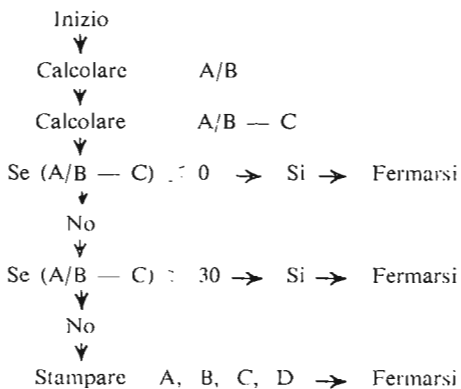 Inizio
Calcolare A/B
Calcolare A/B — C
Se (A/B — C) 0 → Si → Fermarsi
No
Se (A/B — C) 30 → Si → Fermarsi
No
Stampare A, B, C, D → Fermarsi